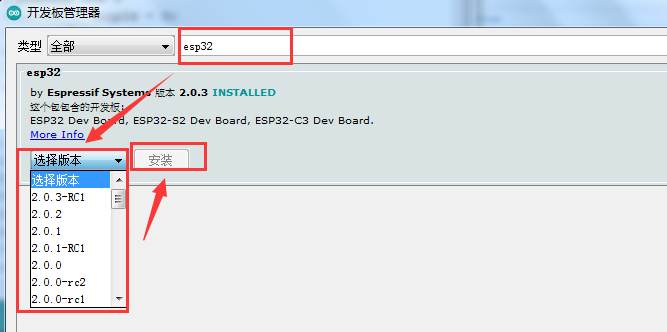 开发板管理器
类型 全部 esp32
esp32
by Espressif Systems 版本 2.0.3 INSTALLED
这个包包含的开发板:
ESP32 Dev Board, ESP32-S2 Dev Board, ESP32-C3 Dev Board.
More Info
选择版本 安装
选择版本
2.0.3-RC1
2.0.2
2.0.1
2.0.1-RC1
2.0.0
2.0.0-rc2
2.0.0-rc1